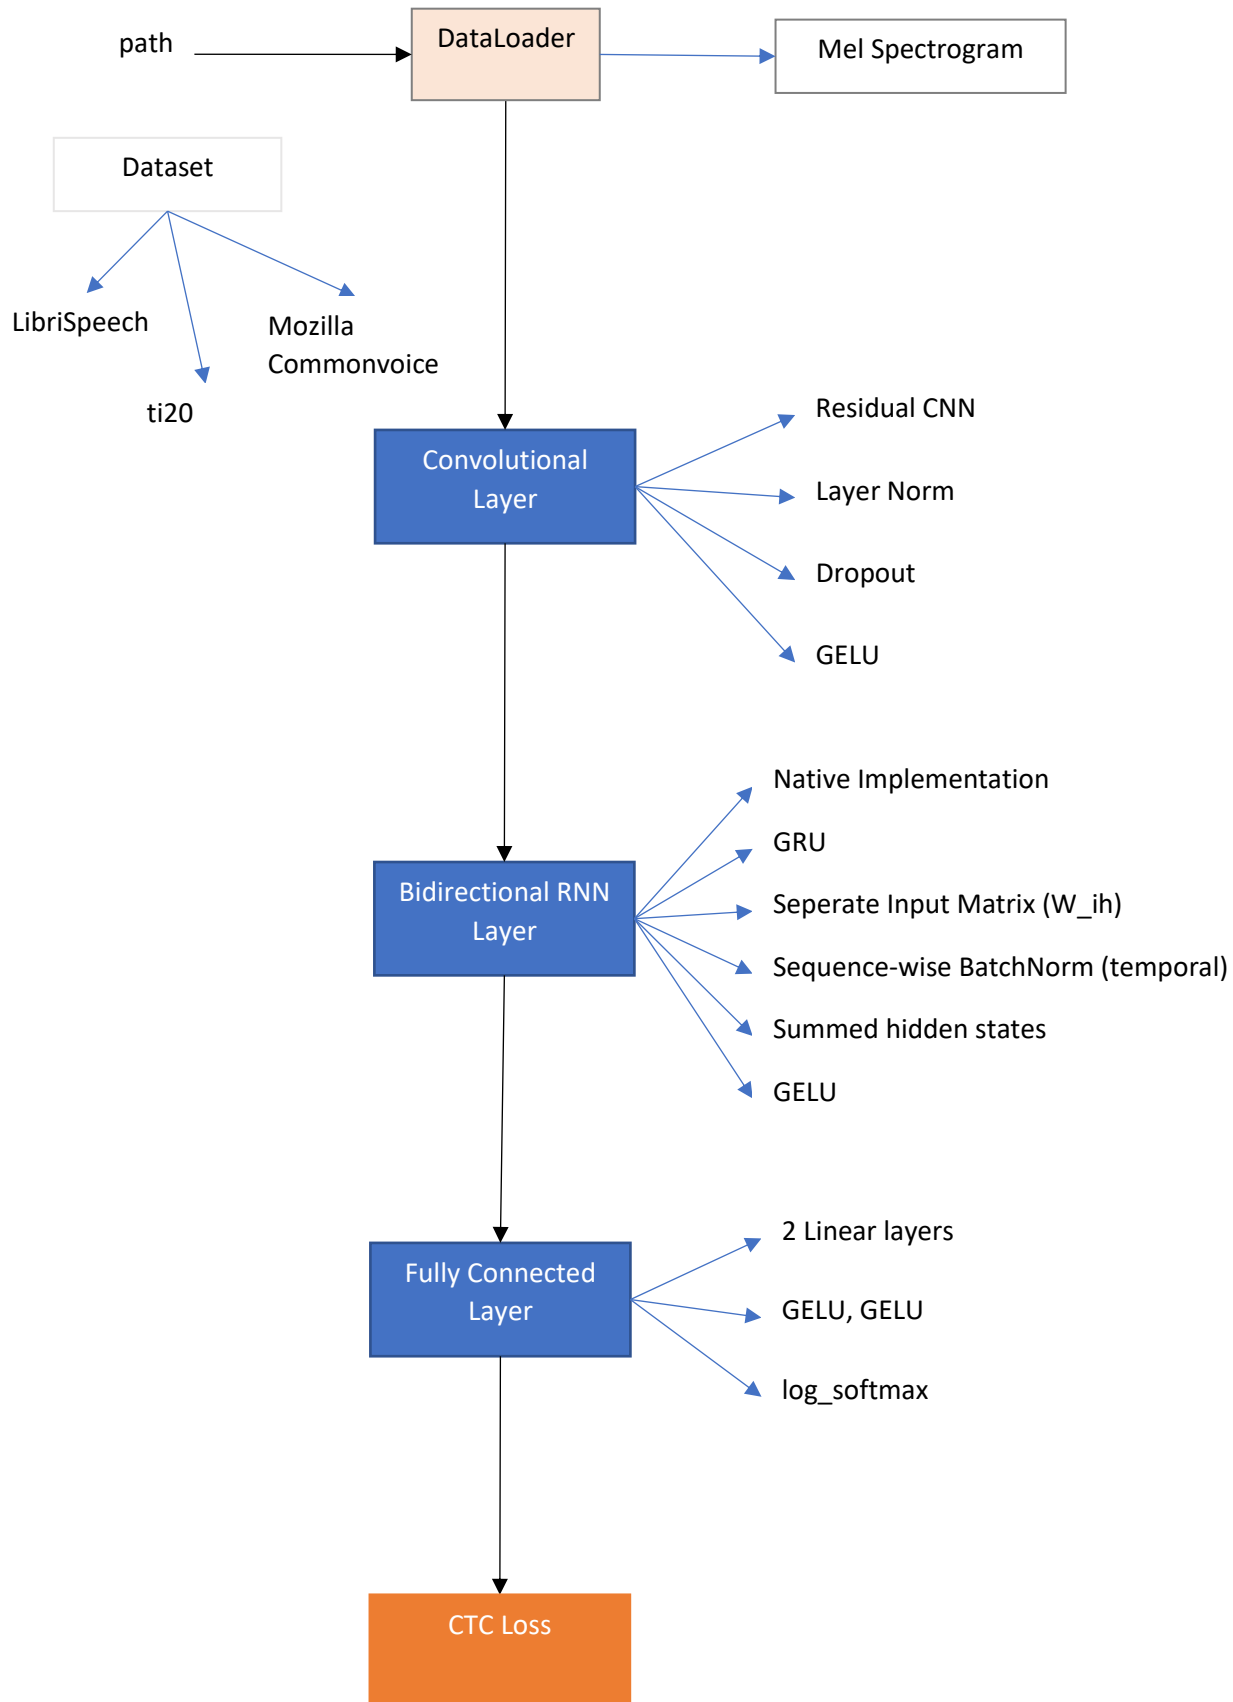 path
DataLoader
Mel Spectrogram
Dataset
LibriSpeech
Mozilla
Commonvoice
ti20
Convolutional
Layer
Residual CNN
Layer Norm
Dropout
GELU
Bidirectional RNN
Layer
Native Implementation
GRU
Seperate Input Matrix (W_ih)
Sequence-wise BatchNorm (temporal)
Summed hidden states
GELU
Fully Connected
Layer
2 Linear layers
GELU, GELU
log_softmax
CTC Loss